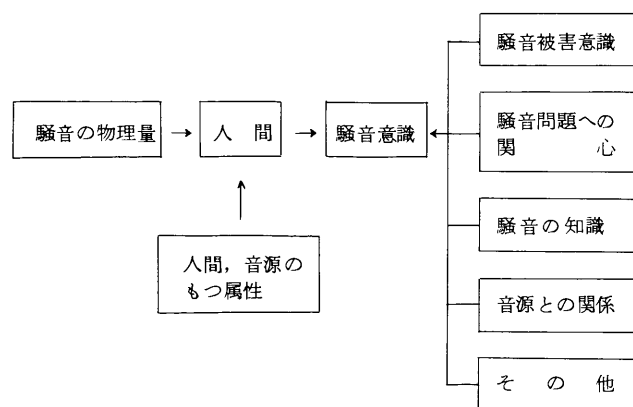 騒音の物理量
人間
騒音意識
人間，音源の
もつ属性
騒音被害意識
騒音問題への
関心
騒音の知識
音源との関係
その他